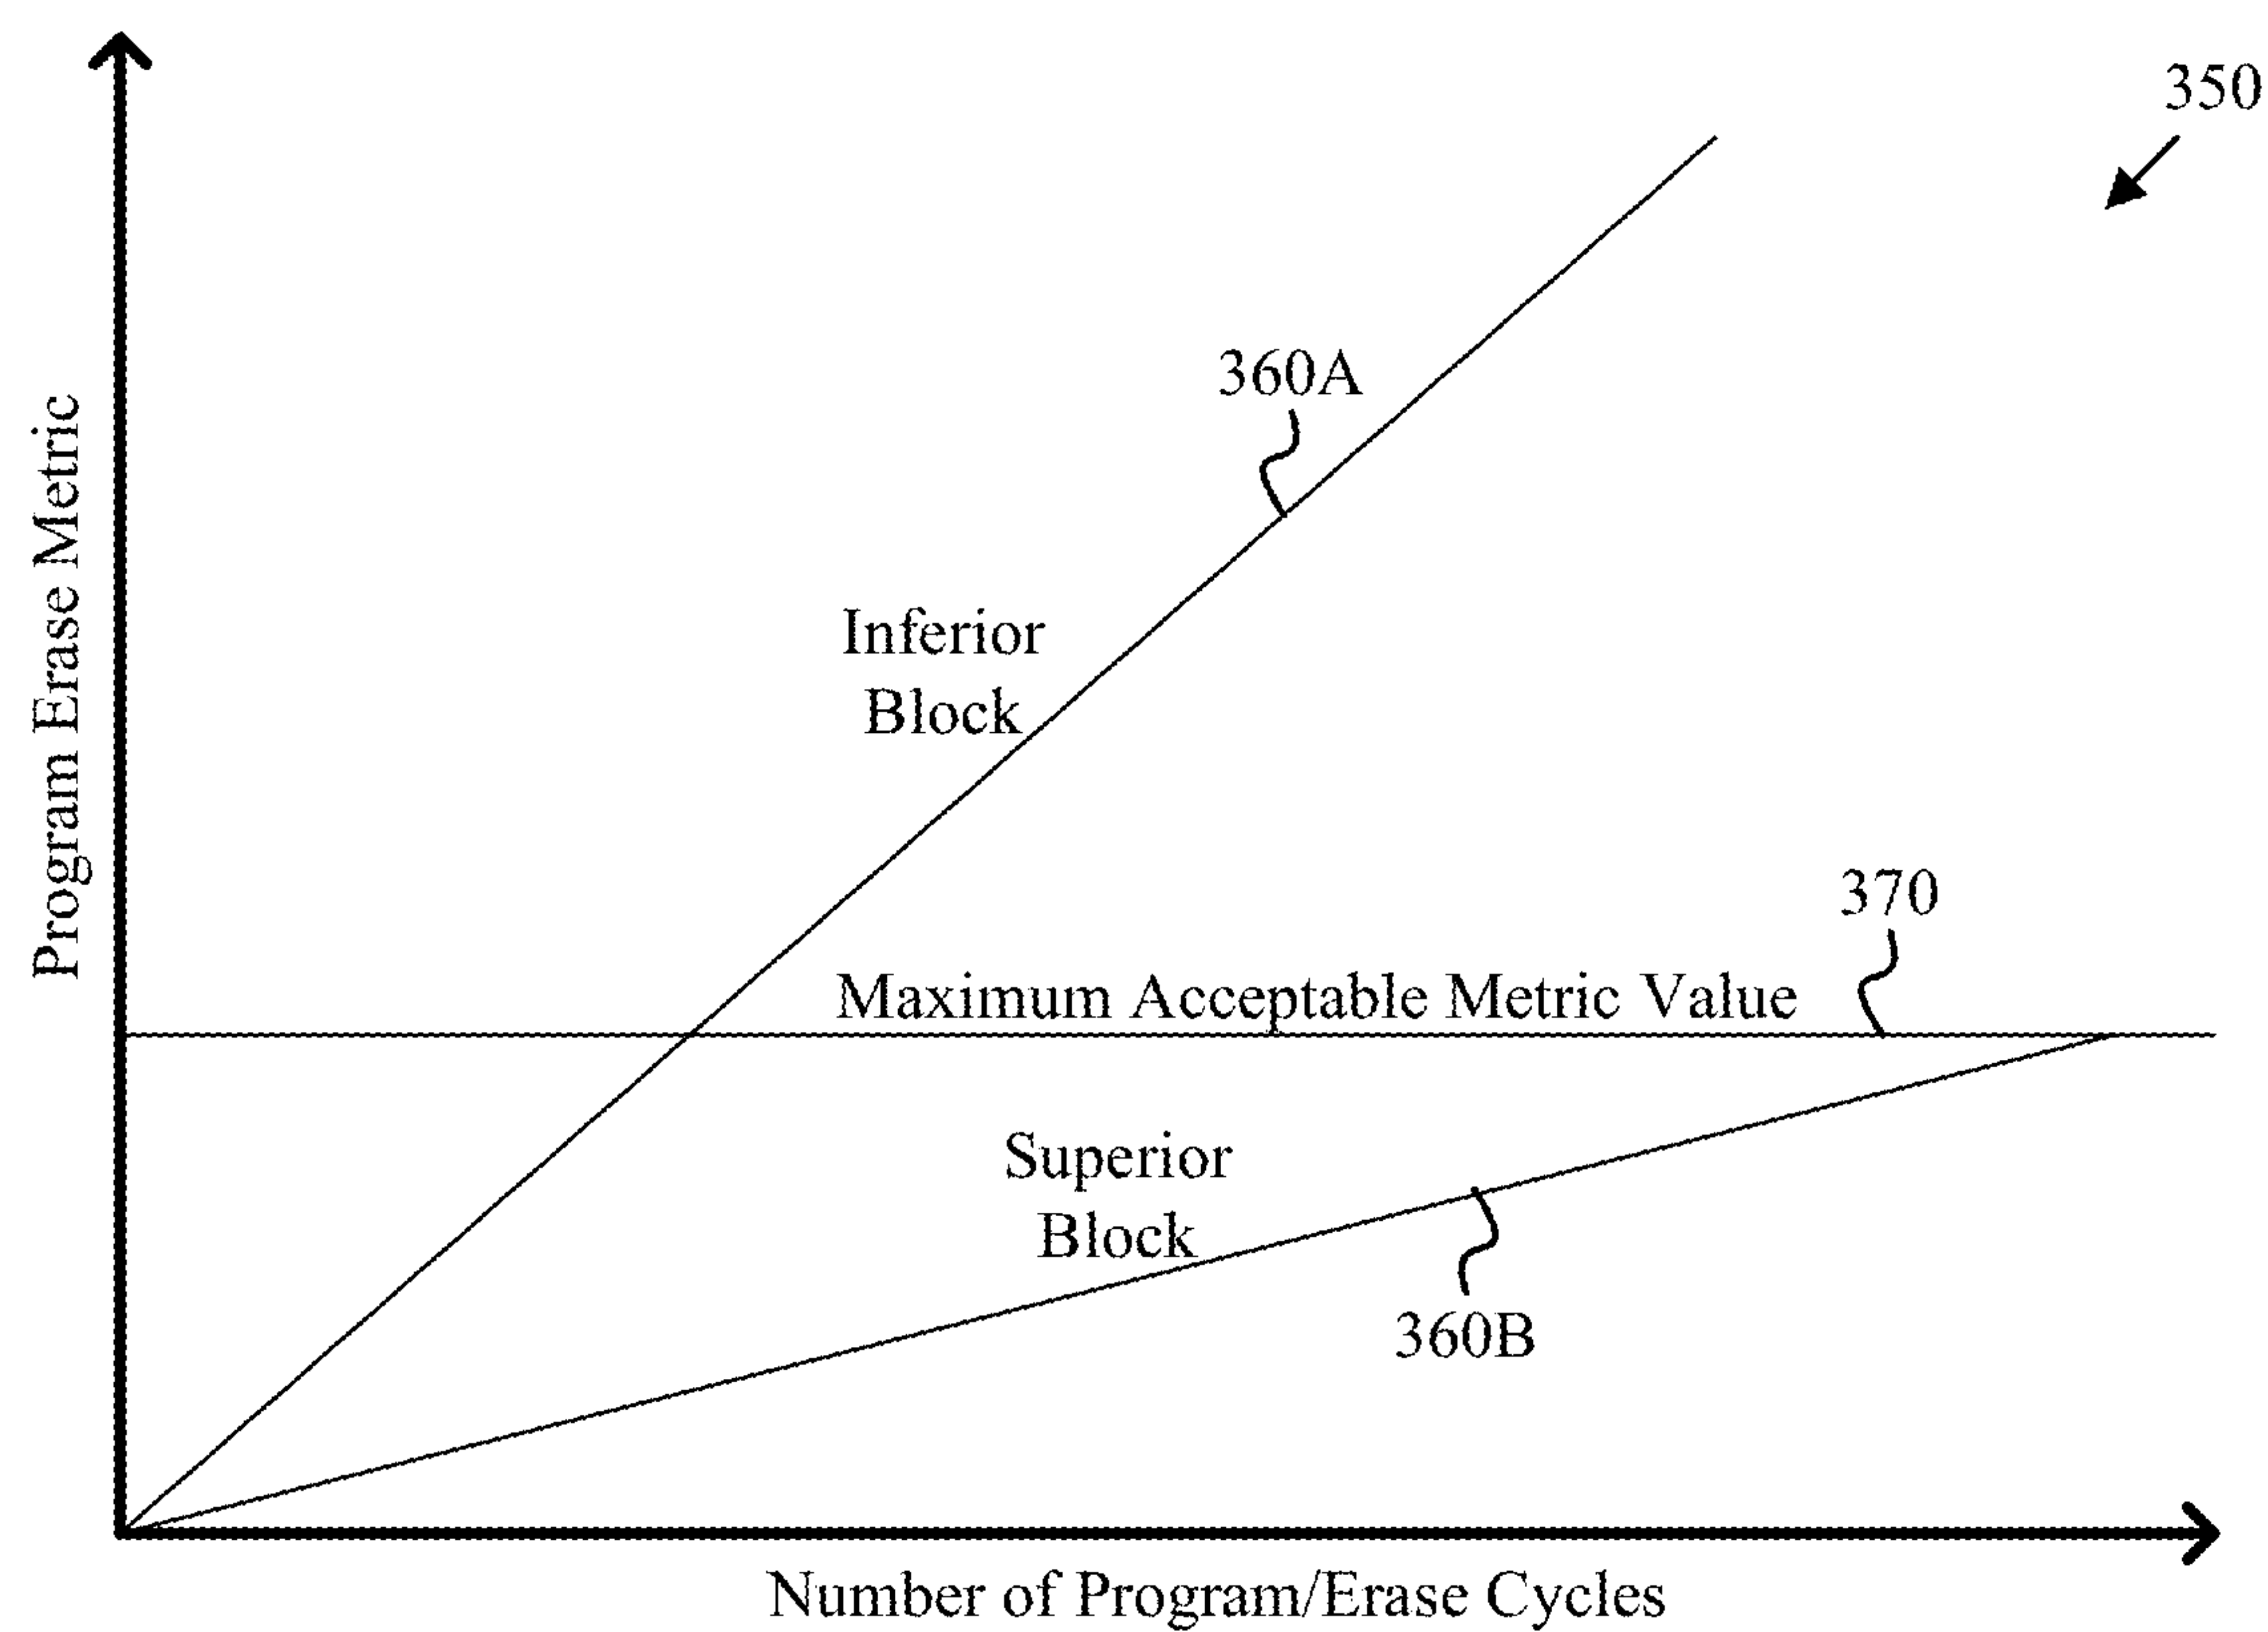 350
360A
Program Erase Metric
Inferior
Block
370
Maximum Acceptable Metric Value
Superior
Block
360B
Number of Program/Erase Cycles